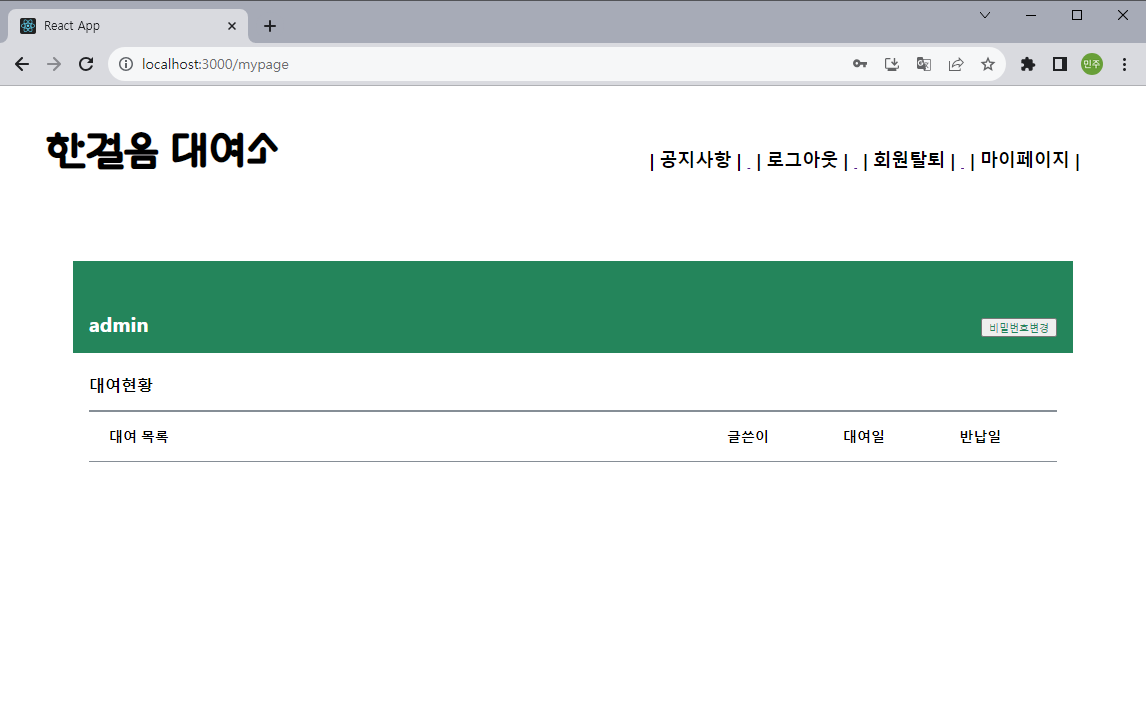 React App
localhost:3000/mypage
민주
한걸음 대여소
| 공지사항 | | 로그아웃 | | 회원탈퇴 | | 마이페이지 |
admin
비밀번호변경
대여현황
대여 목록 글쓴이 대여일 반납일